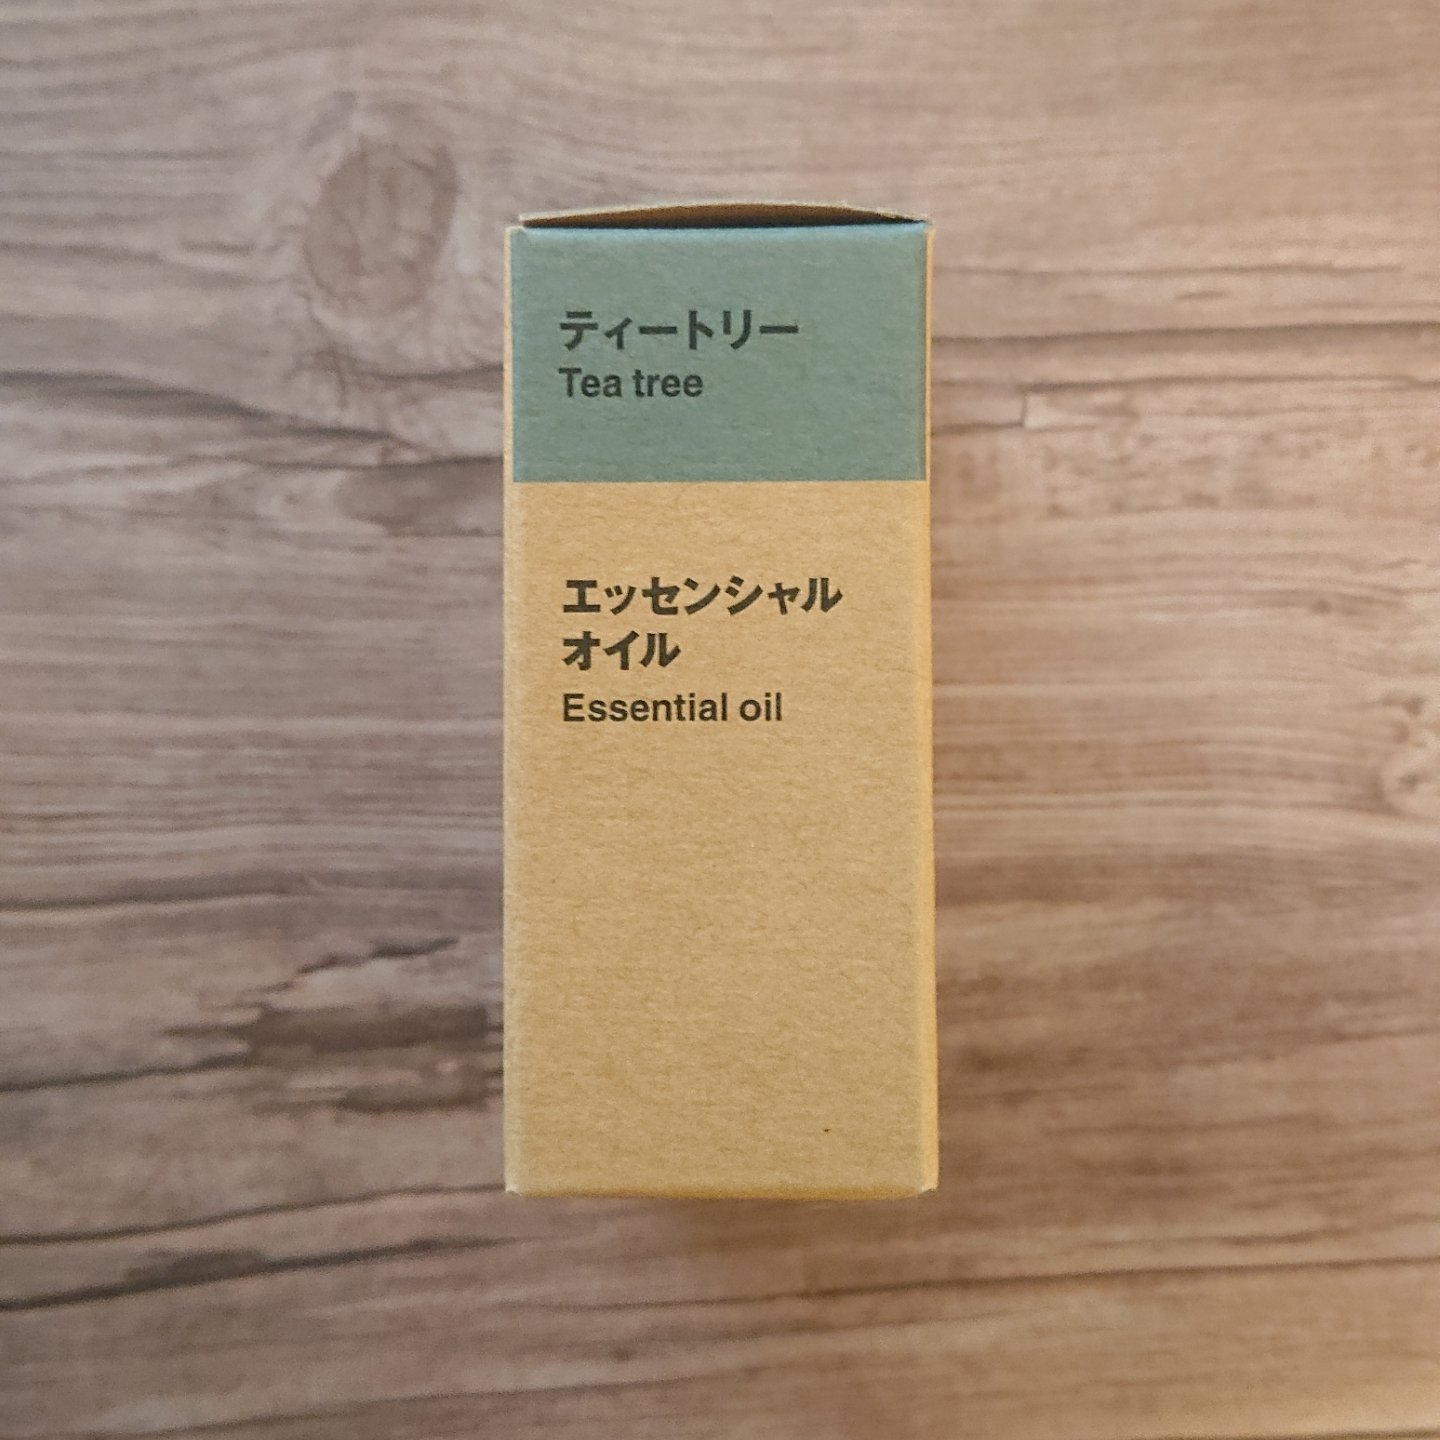 ティートリー
Tea tree
エッセンシャル
オイル
Essential oil